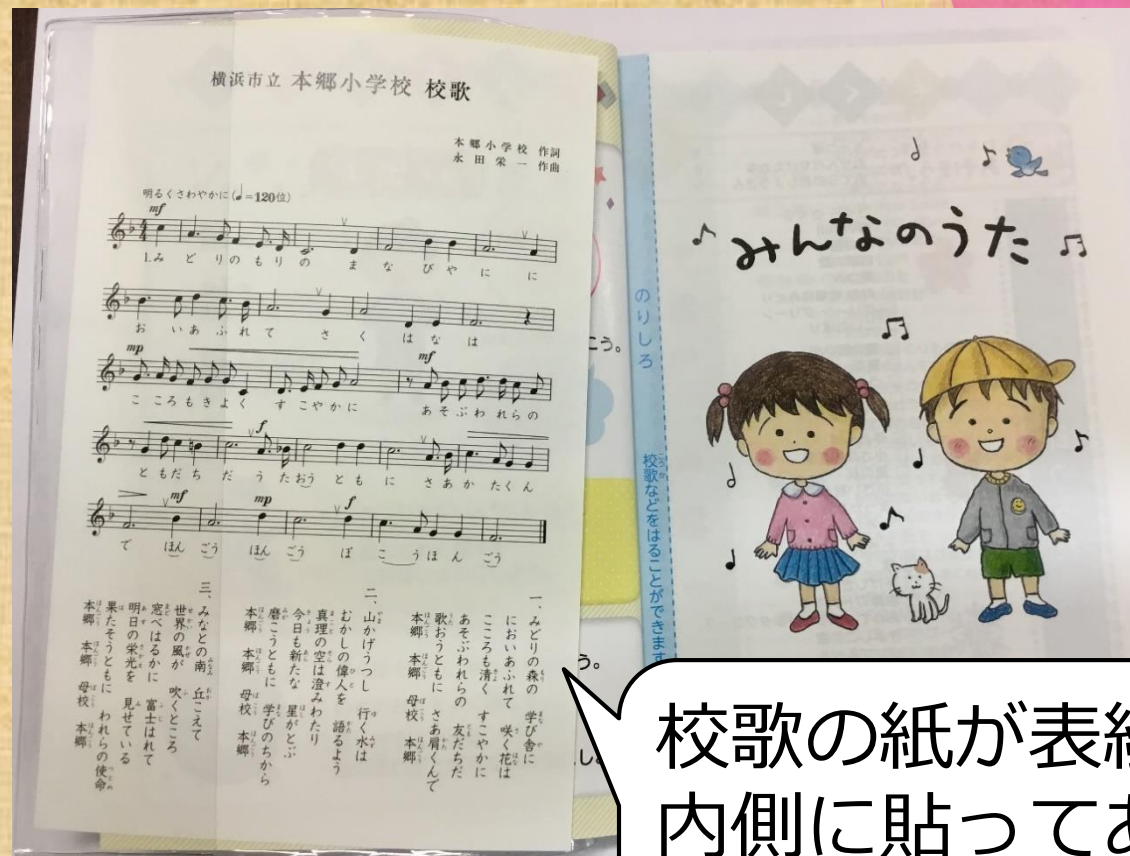 横浜市立 本郷小学校 校歌
本郷小学校 作詞
永田栄一 作曲
明るくさわやかに(♩=120位)
mf
1.み ど りの も り の ま な び や に に
お い あ ふ れ て さ く は な は
mp mf
こ ころ も き よ く す こ や か に あ そ ぶ わ れ ら の
f
と も だ ち だ う た おう と も に さ あ か た く ん
mf mp f
で ほん ごう ほん ごう ぼ こ う ほ ん ごう
一、みどりの森の 学び舎に
においあふれて 咲く花は
こころも清く すこやかに
あそぶわれらの 友だちだ
歌おうともに さあ肩くんで
本郷 本郷 母校 本郷
二、山かげうつし 行く水は
むかしの偉人を 語るよう
真理の空は 澄みわたり
今日も新たな 星がとぶ
磨こうともに 学びのちから
本郷 本郷 母校 本郷
三、みなとの南 丘こえて
世界の風が 吹くところ
窓べはるかに 富士はれて
明日の栄光を 見せている
果たそうともに われらの使命
本郷 本郷 母校 本郷
こう。
う。
のりしろ
校歌などをはることができます
みんなのうた
校歌の紙が表
内側に貼って